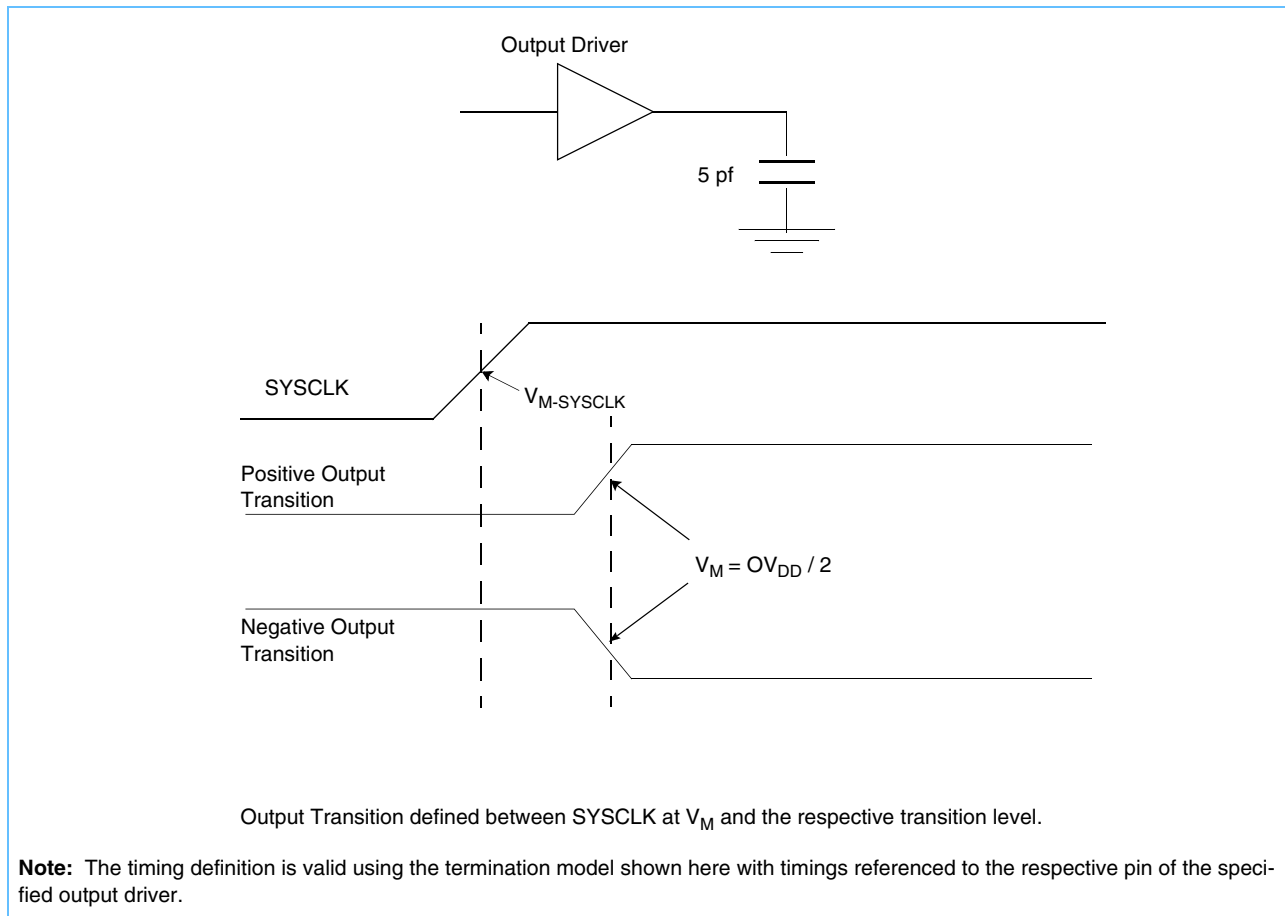 Output Driver
5 pf
SYSCLK
VM-SYSCLK
Positive Output
Transition
VM = OVDD / 2
Negative Output
Transition
Output Transition defined between SYSCLK at VM and the respective transition level.
Note: The timing definition is valid using the termination model shown here with timings referenced to the respective pin of the speci-
fied output driver.